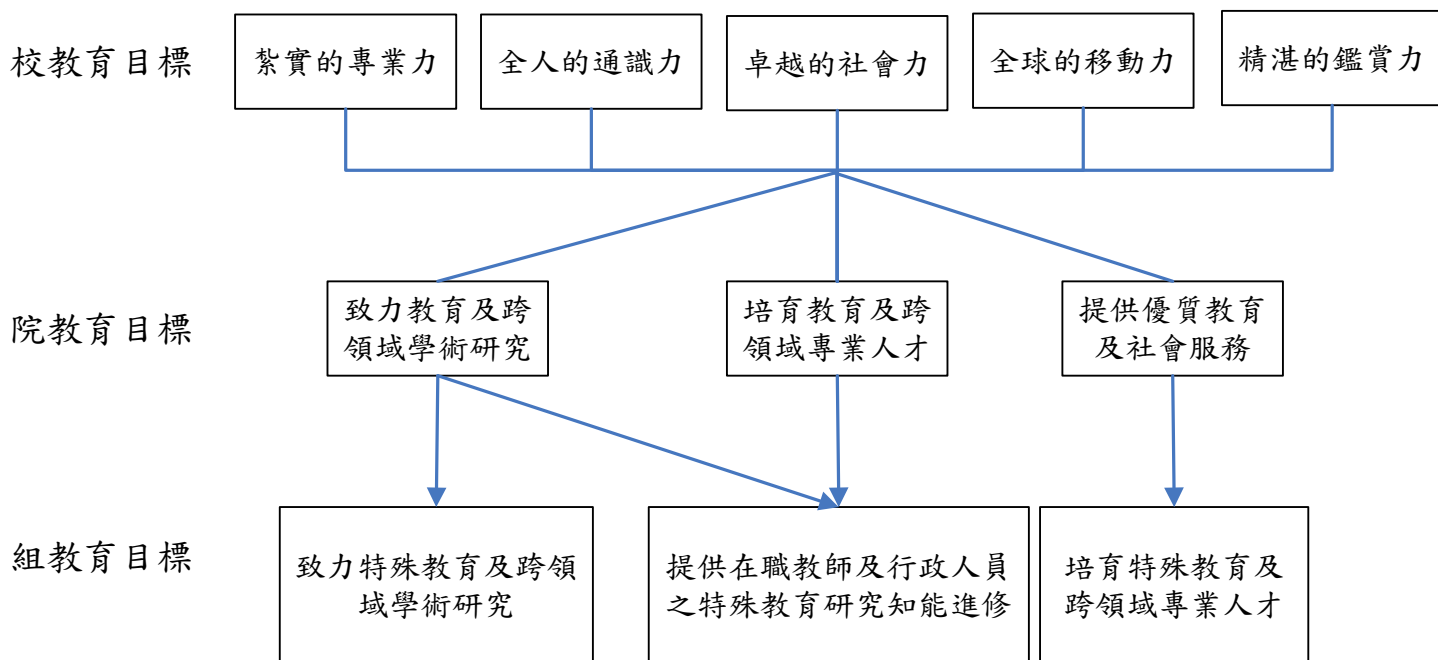 校教育目標
紮實的專業力
全人的通識力
卓越的社會力
全球的移動力
精湛的鑑賞力
院教育目標
致力教育及跨
領域學術研究
培育教育及跨
領域專業人才
提供優質教育
及社會服務
組教育目標
致力特殊教育及跨領
域學術研究
提供在職教師及行政人員
之特殊教育研究知能進修
培育特殊教育及
跨領域專業人才